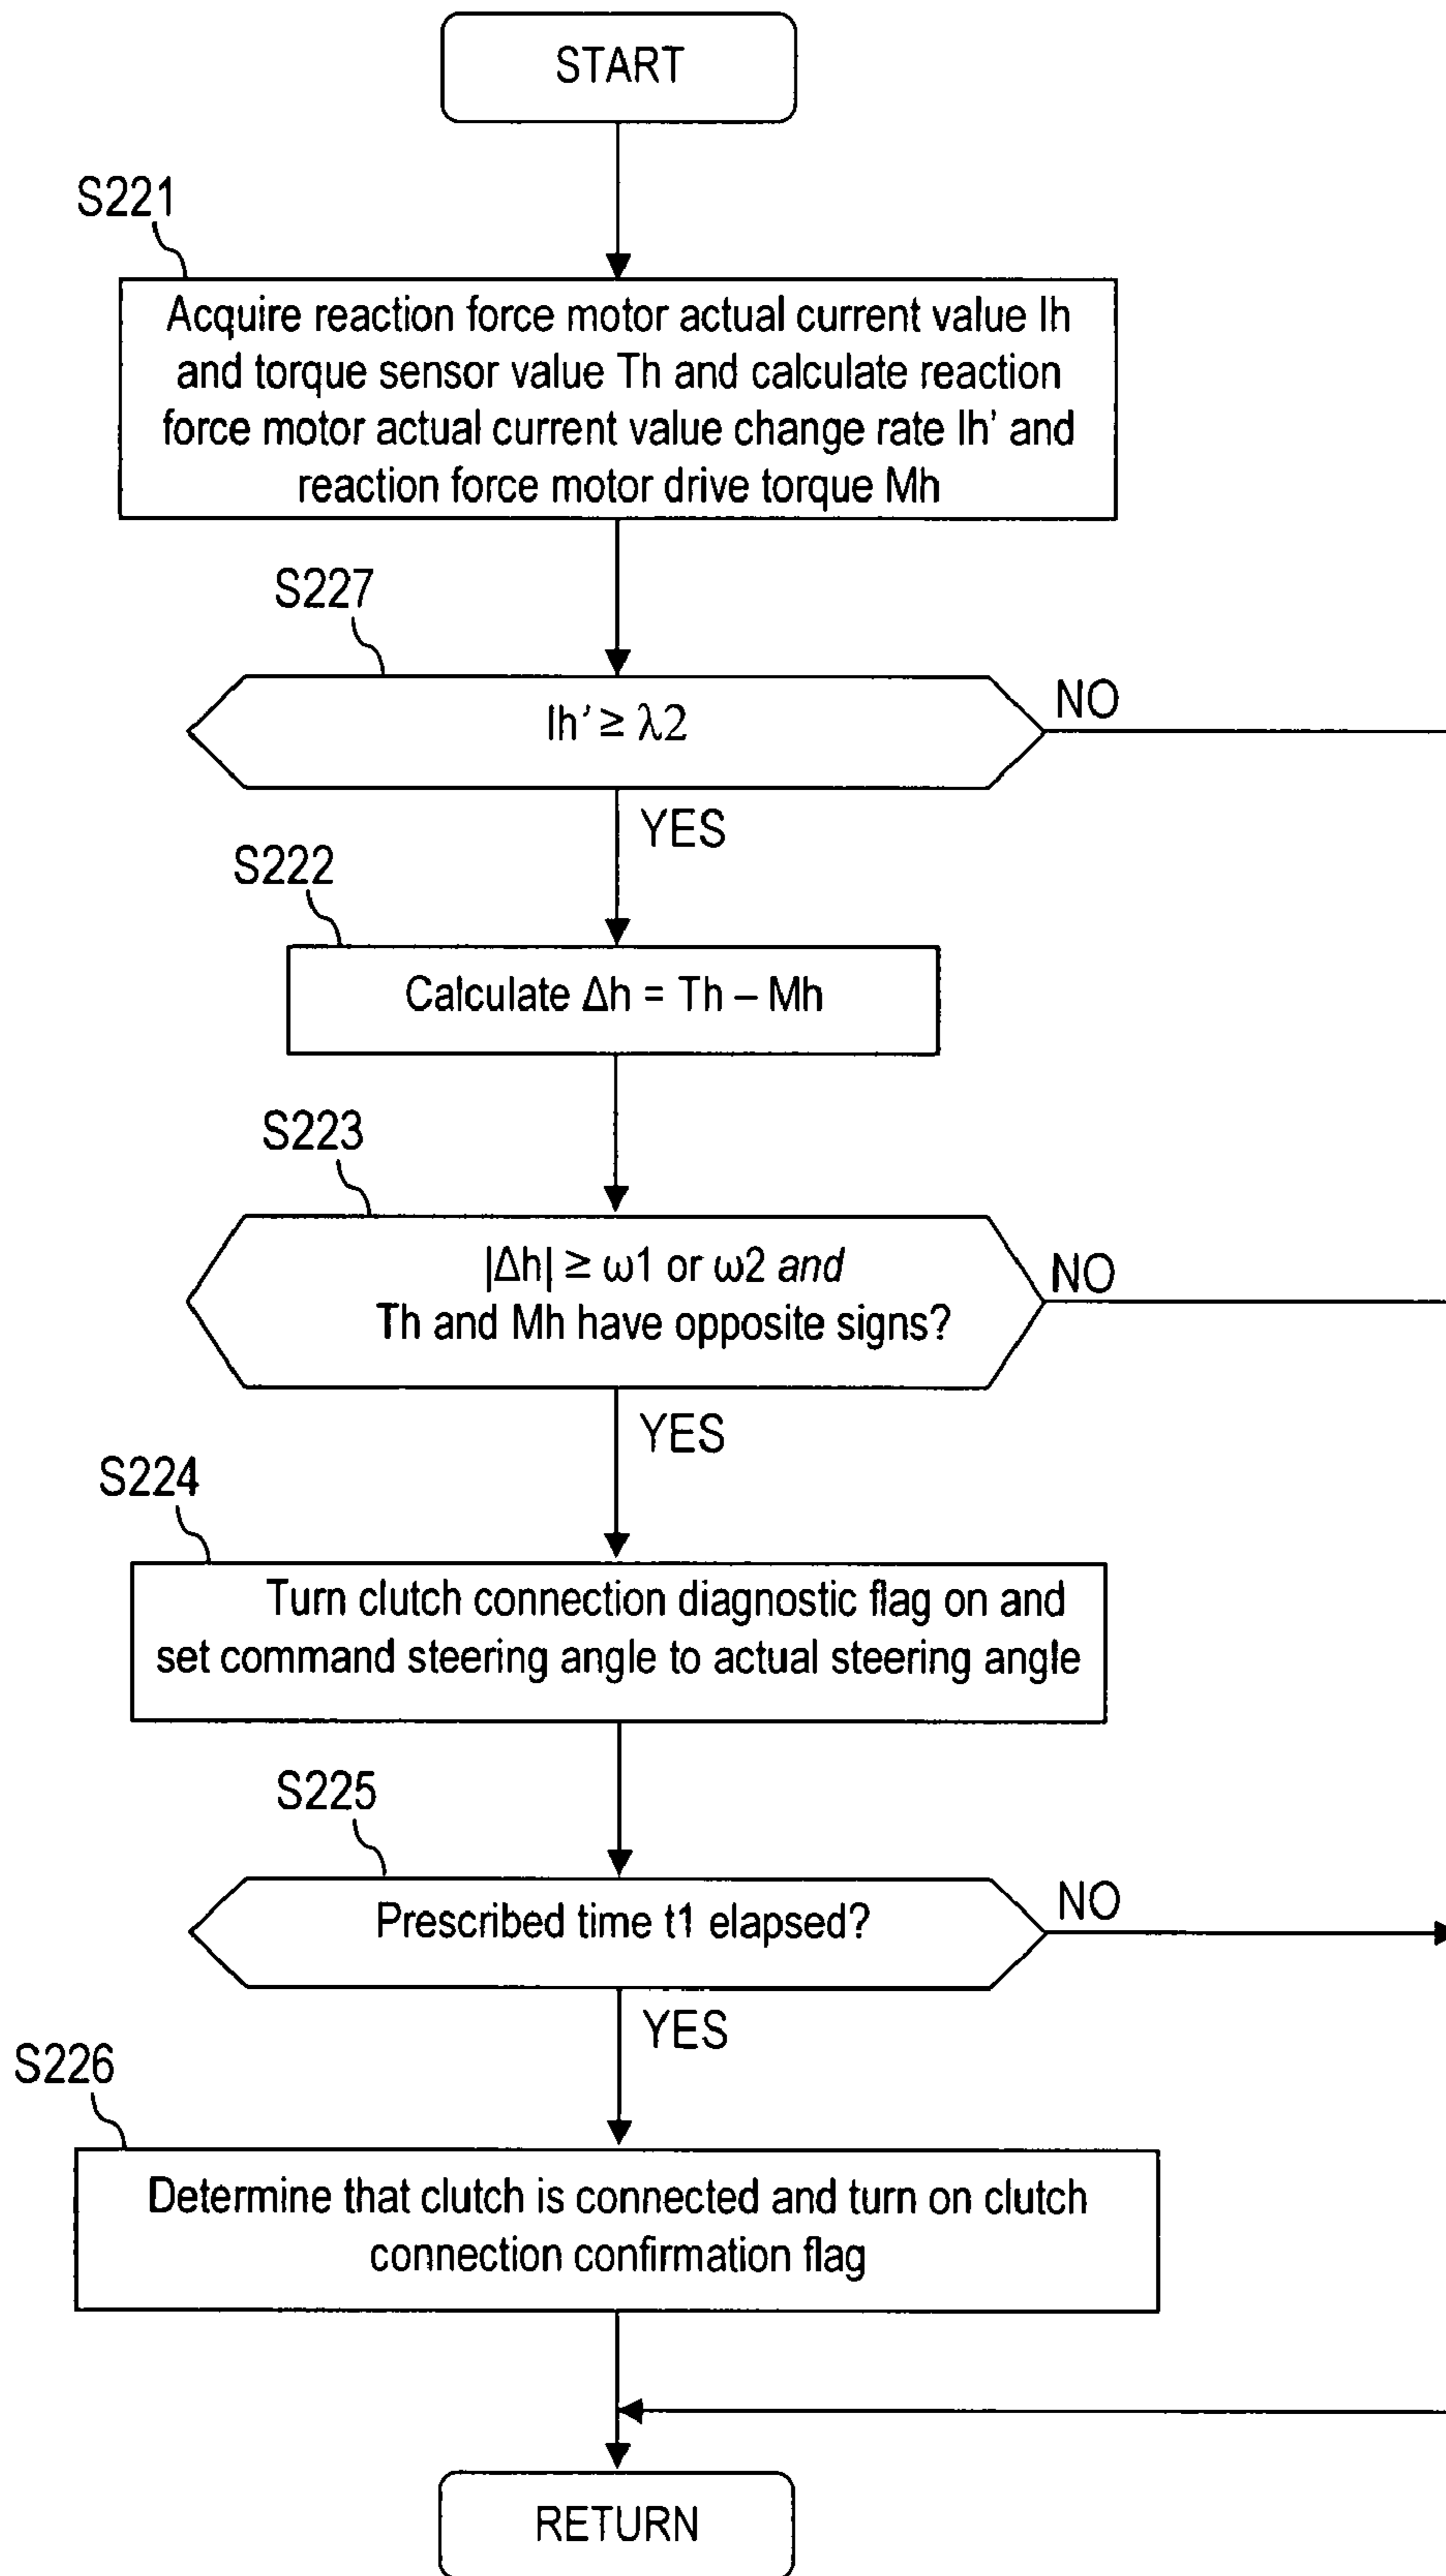 START
S221
Acquire reaction force motor actual current value Ih
and torque sensor value Th and calculate reaction
force motor actual current value change rate Ih’ and
reaction force motor drive torque Mh
S227
Ih’ ≥ λ2
NO
YES
S222
Calculate Δh = Th – Mh
S223
|Δh| ≥ ω1 or ω2 and
Th and Mh have opposite signs?
NO
YES
S224
Turn clutch connection diagnostic flag on and
set command steering angle to actual steering angle
S225
Prescribed time t1 elapsed?
NO
YES
S226
Determine that clutch is connected and turn on clutch
connection confirmation flag
RETURN